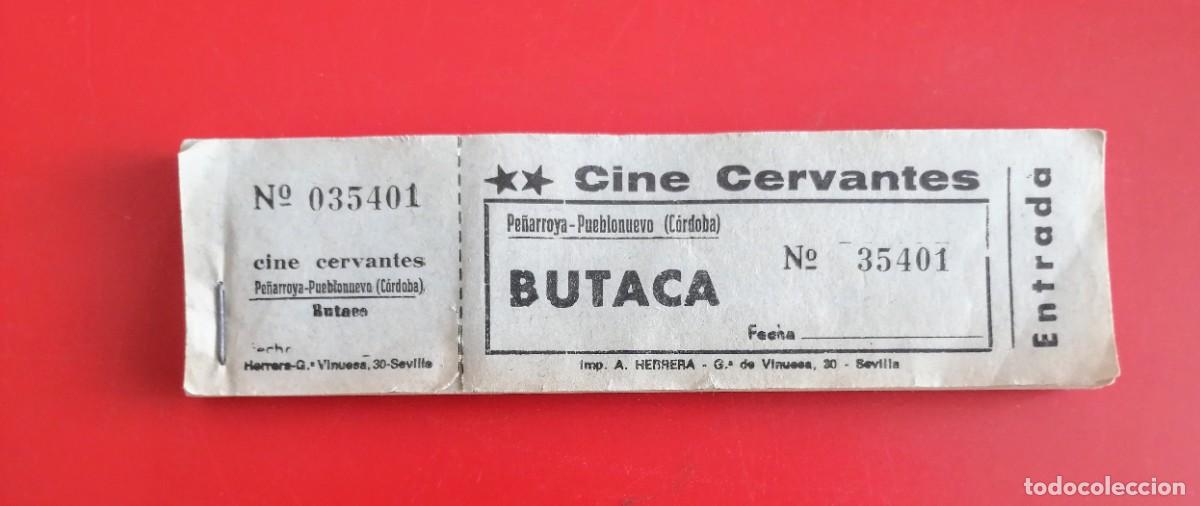 Nº 035401
cine cervantes
Peñarroya-Pueblonuevo (Córdoba)
Butaca
Fecha
Herrera-G.ª Vinuesa, 30-Sevilla
★★ Cine Cervantes
Peñarroya-Pueblonuevo (Córdoba)
Nº 35401
BUTACA
Fecha
Imp. A. HERRERA - G.ª de Vinuesa, 30 - Sevilla
Entrada
todocoleccion